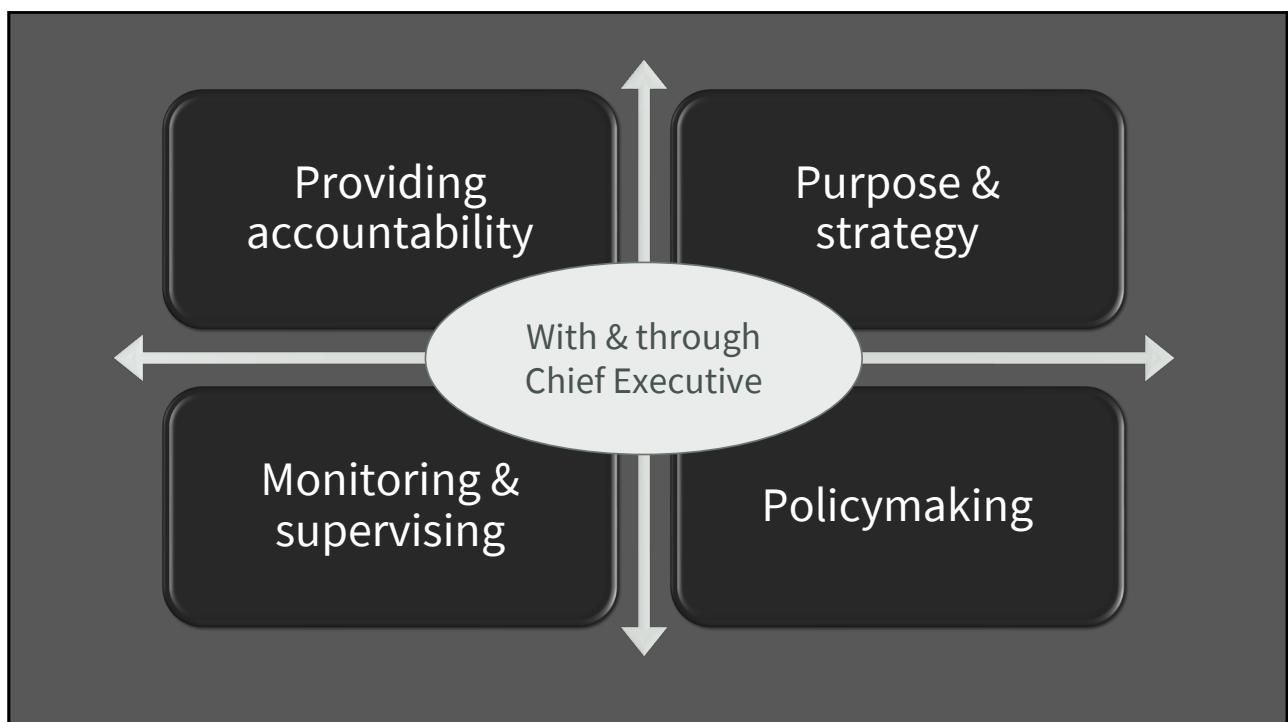 Providing
accountability
Purpose &
strategy
With & through
Chief Executive
Monitoring &
supervising
Policymaking